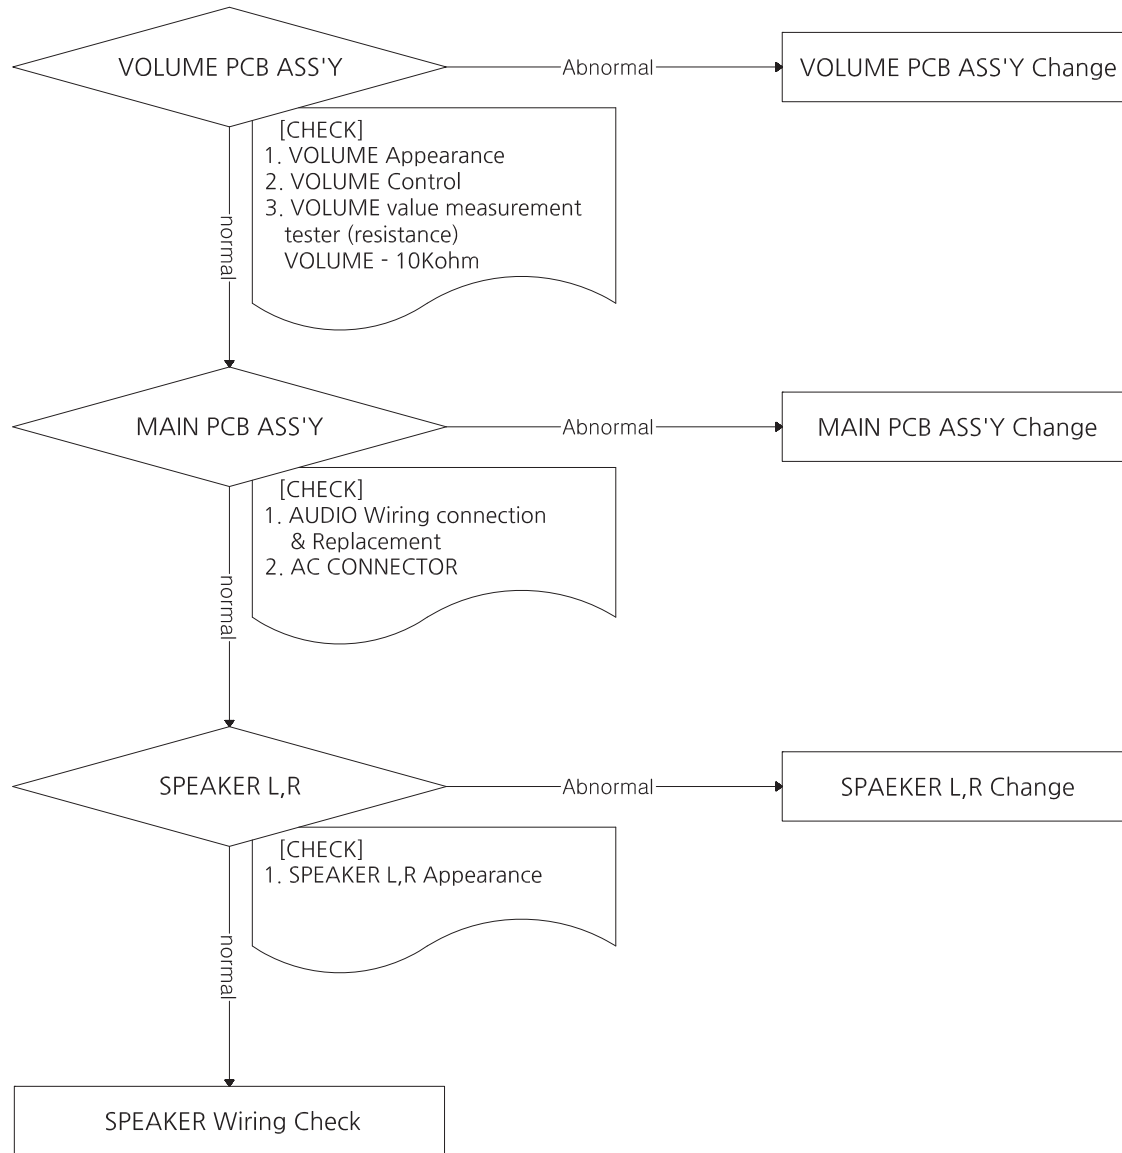 VOLUME PCB ASS'Y
Abnormal
VOLUME PCB ASS'Y Change
[CHECK]
1. VOLUME Appearance
2. VOLUME Control
3. VOLUME value measurement
tester (resistance)
VOLUME - 10Kohm
normal
MAIN PCB ASS'Y
Abnormal
MAIN PCB ASS'Y Change
[CHECK]
1. AUDIO Wiring connection
& Replacement
2. AC CONNECTOR
normal
SPEAKER L,R
Abnormal
SPAEKER L,R Change
[CHECK]
1. SPEAKER L,R Appearance
normal
SPEAKER Wiring Check